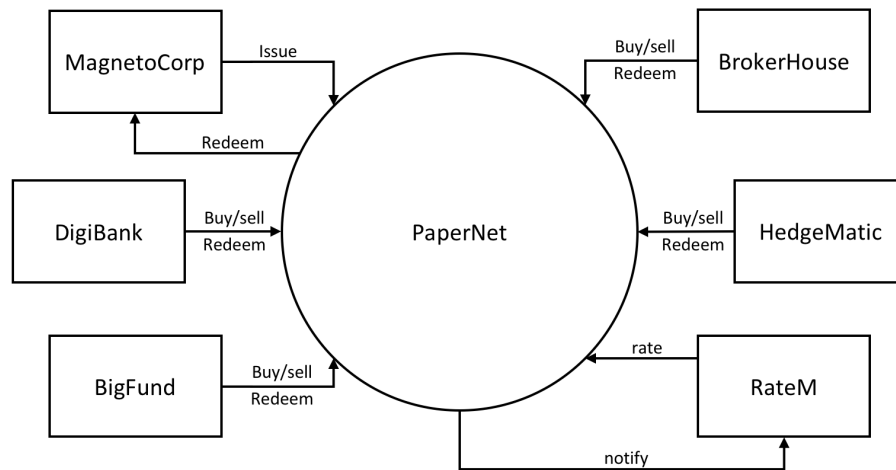 MagnetoCorp
Issue
Redeem
Buy/sell
Redeem
BrokerHouse
DigiBank
Buy/sell
Redeem
PaperNet
Buy/sell
Redeem
HedgeMatic
BigFund
Buy/sell
Redeem
rate
RateM
notify